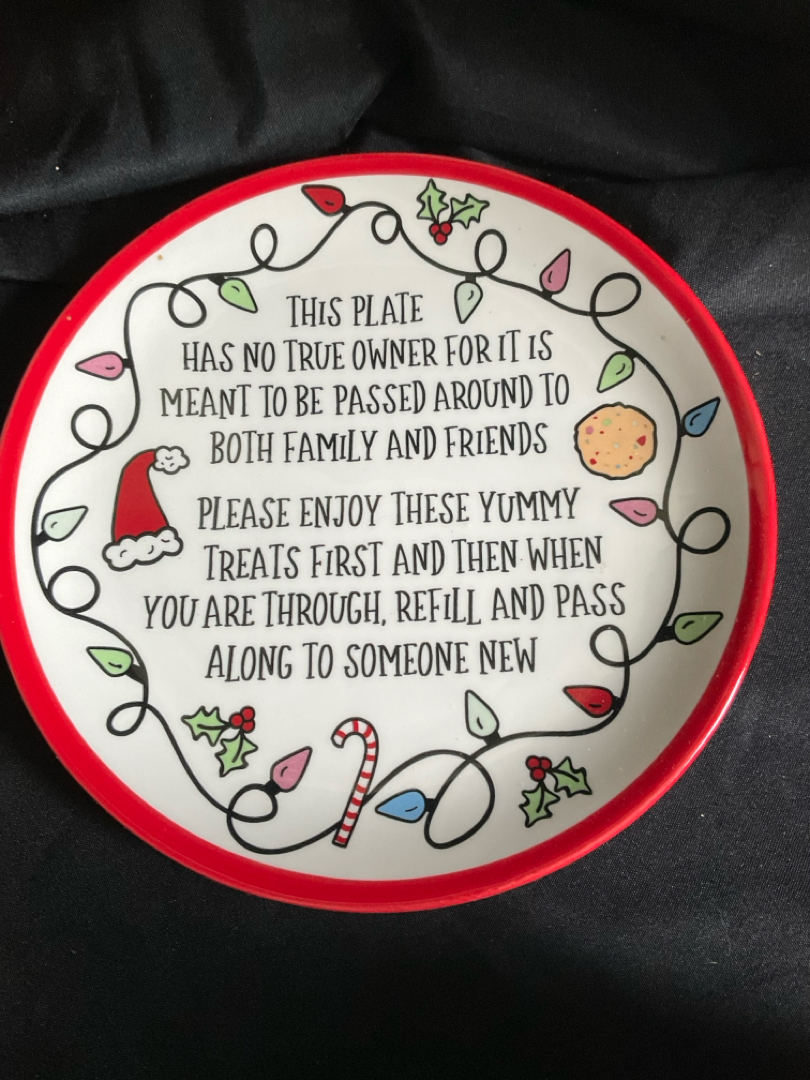 THIS PLATE
HAS NO TRUE OWNER FOR IT IS
MEANT TO BE PASSED AROUND TO
BOTH FAMILY AND FRIENDS
PLEASE ENJOY THESE YUMMY
TREATS FIRST AND THEN WHEN
YOU ARE THROUGH, REFILL AND PASS
ALONG TO SOMEONE NEW